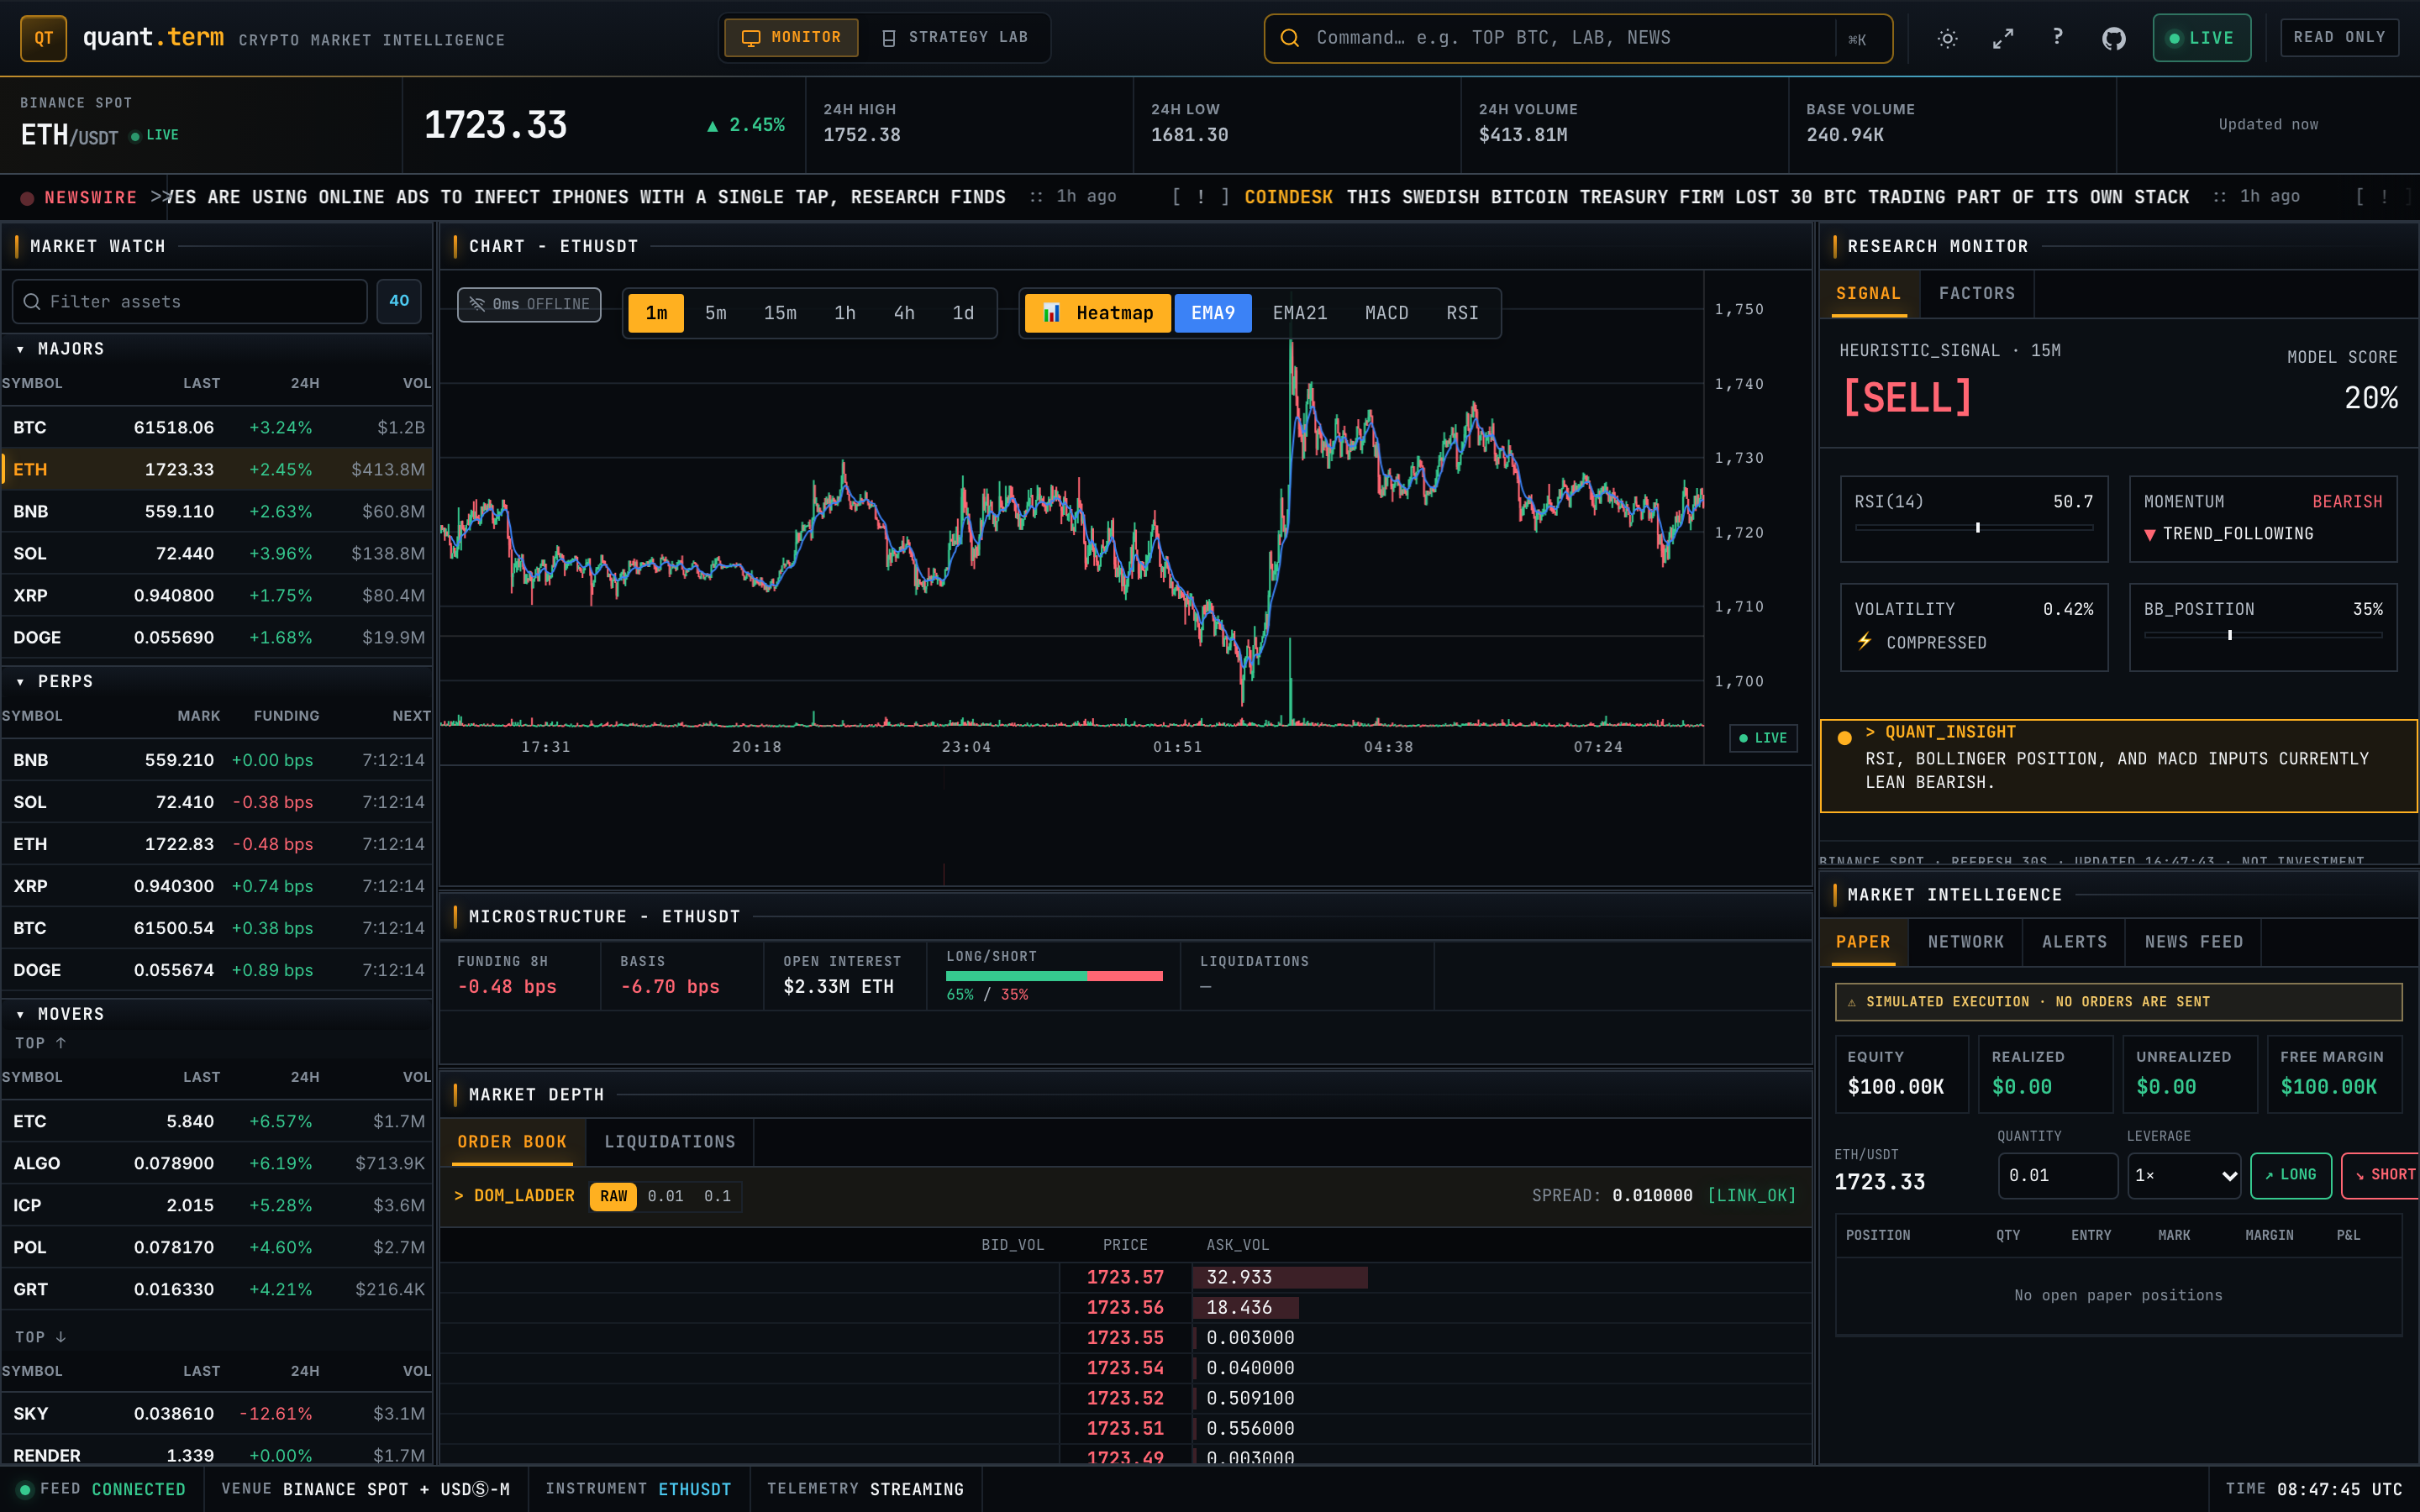 QT quant.term CRYPTO MARKET INTELLIGENCE MONITOR STRATEGY LAB Command… e.g. TOP BTC, LAB, NEWS ⌘K ? LIVE READ ONLY
BINANCE SPOT
ETH/USDT LIVE
1723.33 ▲ 2.45%
24H HIGH
1752.38
24H LOW
1681.30
24H VOLUME
$413.81M
BASE VOLUME
240.94K
Updated now
NEWSWIRE >> VES ARE USING ONLINE ADS TO INFECT IPHONES WITH A SINGLE TAP, RESEARCH FINDS :: 1h ago [ ! ] COINDESK THIS SWEDISH BITCOIN TREASURY FIRM LOST 30 BTC TRADING PART OF ITS OWN STACK :: 1h ago [ ! ]
MARKET WATCH
Filter assets 40
▼ MAJORS
SYMBOL LAST 24H VOL
BTC 61518.06 +3.24% $1.2B
ETH 1723.33 +2.45% $413.8M
BNB 559.110 +2.63% $60.8M
SOL 72.440 +3.96% $138.8M
XRP 0.940800 +1.75% $80.4M
DOGE 0.055690 +1.68% $19.9M
▼ PERPS
SYMBOL MARK FUNDING NEXT
BNB 559.210 +0.00 bps 7:12:14
SOL 72.410 -0.38 bps 7:12:14
ETH 1722.83 -0.48 bps 7:12:14
XRP 0.940300 +0.74 bps 7:12:14
BTC 61500.54 +0.38 bps 7:12:14
DOGE 0.055674 +0.89 bps 7:12:14
▼ MOVERS
TOP ↑
SYMBOL LAST 24H VOL
ETC 5.840 +6.57% $1.7M
ALGO 0.078900 +6.19% $713.9K
ICP 2.015 +5.28% $3.6M
POL 0.078170 +4.60% $2.7M
GRT 0.016330 +4.21% $216.4K
TOP ↓
SYMBOL LAST 24H VOL
SKY 0.038610 -12.61% $3.1M
RENDER 1.339 +0.00% $1.7M
CHART - ETHUSDT
0ms OFFLINE 1m 5m 15m 1h 4h 1d Heatmap EMA9 EMA21 MACD RSI
1,750
1,740
1,730
1,720
1,710
1,700
LIVE
17:31 20:18 23:04 01:51 04:38 07:24
MICROSTRUCTURE - ETHUSDT
FUNDING 8H
-0.48 bps
BASIS
-6.70 bps
OPEN INTEREST
$2.33M ETH
LONG/SHORT
65% / 35%
LIQUIDATIONS
—
MARKET DEPTH
ORDER BOOK LIQUIDATIONS
> DOM_LADDER RAW 0.01 0.1 SPREAD: 0.010000 [LINK_OK]
BID_VOL PRICE ASK_VOL
1723.57 32.933
1723.56 18.436
1723.55 0.003000
1723.54 0.040000
1723.52 0.509100
1723.51 0.556000
1723.49 0.003000
RESEARCH MONITOR
SIGNAL FACTORS
HEURISTIC_SIGNAL · 15M
[SELL]
MODEL SCORE
20%
RSI(14) 50.7
MOMENTUM BEARISH
▼ TREND_FOLLOWING
VOLATILITY 0.42%
⚡ COMPRESSED
BB_POSITION 35%
> QUANT_INSIGHT
RSI, BOLLINGER POSITION, AND MACD INPUTS CURRENTLY
LEAN BEARISH.
BINANCE SPOT · REFRESH 30S · UPDATED 16:47:43 · NOT INVESTMENT
MARKET INTELLIGENCE
PAPER NETWORK ALERTS NEWS FEED
⚠ SIMULATED EXECUTION · NO ORDERS ARE SENT
EQUITY
$100.00K
REALIZED
$0.00
UNREALIZED
$0.00
FREE MARGIN
$100.00K
ETH/USDT
1723.33
QUANTITY
0.01
LEVERAGE
1×
↗ LONG
↘ SHORT
POSITION QTY ENTRY MARK MARGIN P&L
No open paper positions
FEED CONNECTED VENUE BINANCE SPOT + USDⓈ-M INSTRUMENT ETHUSDT TELEMETRY STREAMING TIME 08:47:45 UTC